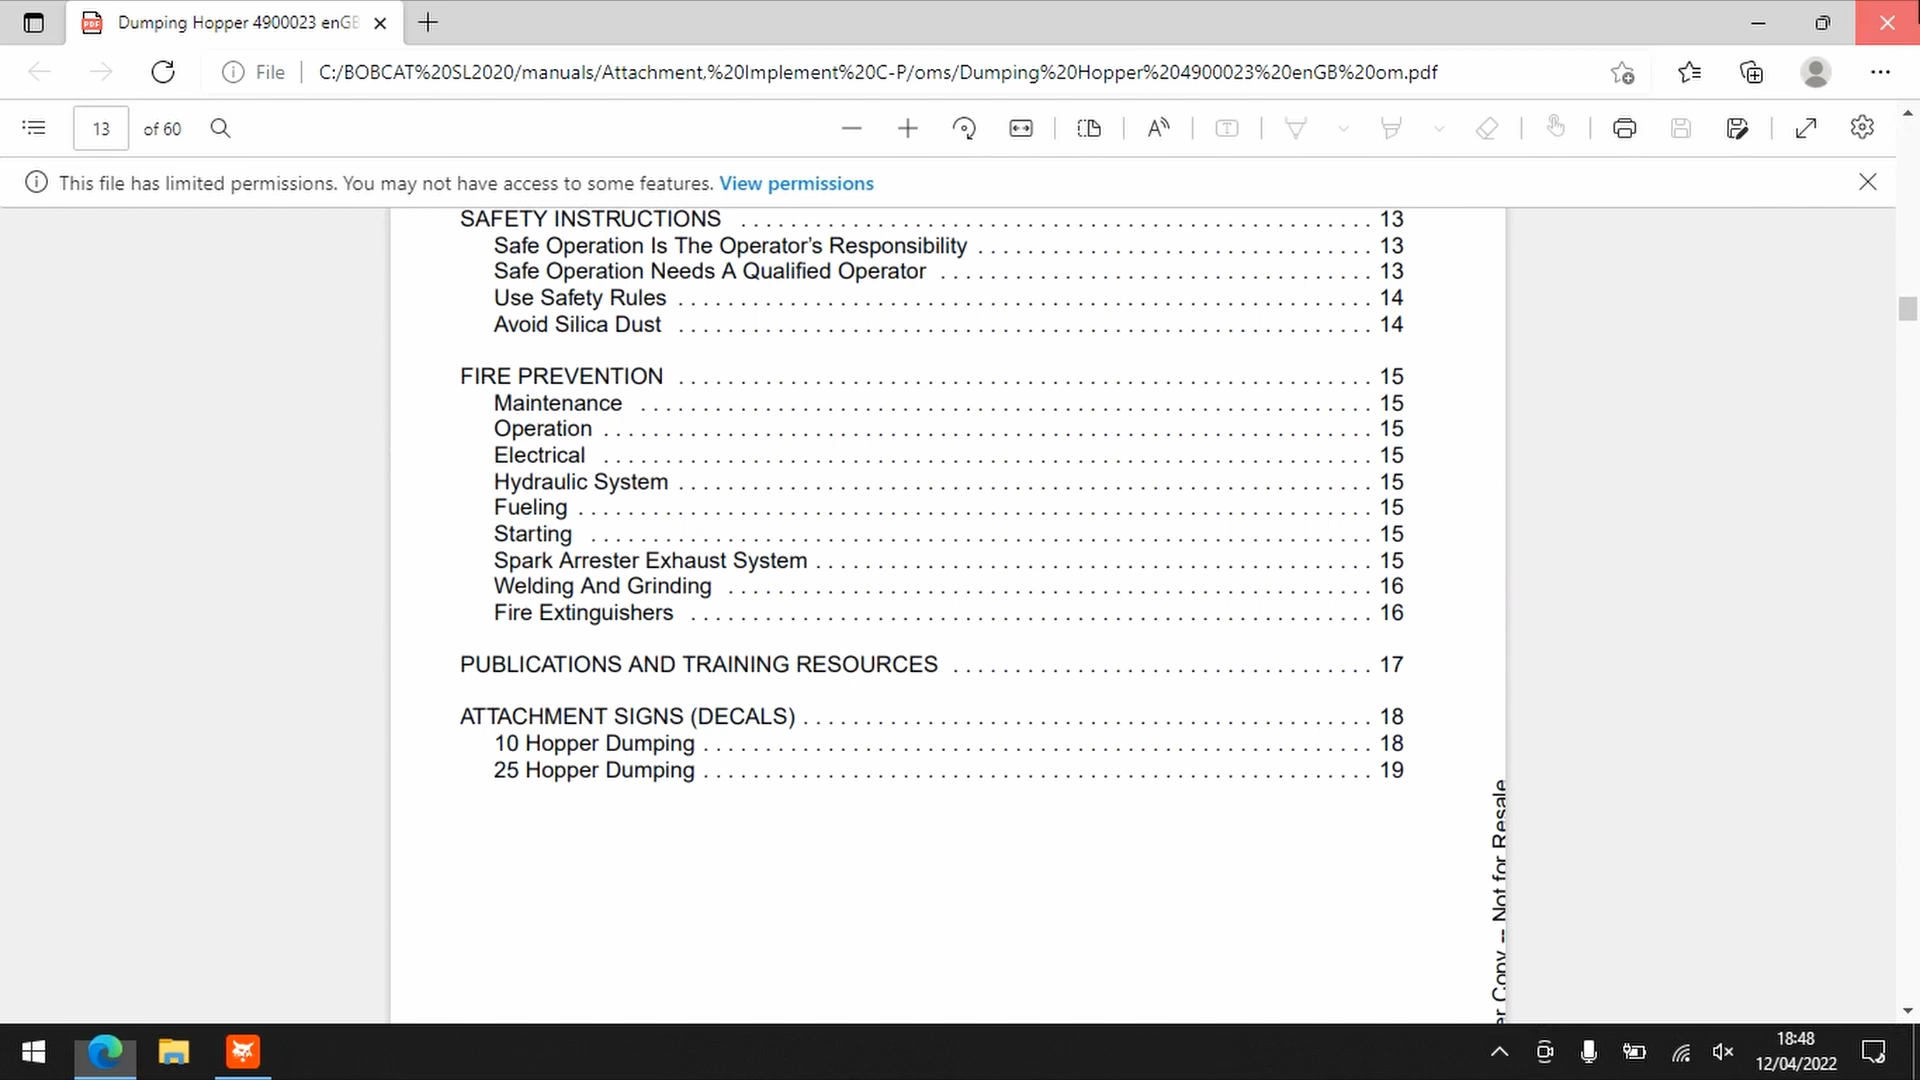 Dumping Hopper 4900023 enGB
File
C:/BOBCAT%20SL2020/manuals/Attachment,%20Implement%20C-P/oms/Dumping%20Hopper%204900023%20enGB%20om.pdf
13 of 60
This file has limited permissions. You may not have access to some features. View permissions
SAFETY INSTRUCTIONS . . . . . . . . . . . . . . . . . . . . 13
Safe Operation Is The Operator's Responsibility . . . . . . . . . . . . . . . . . . . . 13
Safe Operation Needs A Qualified Operator . . . . . . . . . . . . . . . . . . . . 13
Use Safety Rules . . . . . . . . . . . . . . . . . . . . 14
Avoid Silica Dust . . . . . . . . . . . . . . . . . . . . 14
FIRE PREVENTION . . . . . . . . . . . . . . . . . . . . 15
Maintenance . . . . . . . . . . . . . . . . . . . . 15
Operation . . . . . . . . . . . . . . . . . . . . 15
Electrical . . . . . . . . . . . . . . . . . . . . 15
Hydraulic System . . . . . . . . . . . . . . . . . . . . 15
Fueling . . . . . . . . . . . . . . . . . . . . 15
Starting . . . . . . . . . . . . . . . . . . . . 15
Spark Arrester Exhaust System . . . . . . . . . . . . . . . . . . . . 15
Welding And Grinding . . . . . . . . . . . . . . . . . . . . 16
Fire Extinguishers . . . . . . . . . . . . . . . . . . . . 16
PUBLICATIONS AND TRAINING RESOURCES . . . . . . . . . . . . . . . . . . . . 17
ATTACHMENT SIGNS (DECALS) . . . . . . . . . . . . . . . . . . . . 18
10 Hopper Dumping . . . . . . . . . . . . . . . . . . . . 18
25 Hopper Dumping . . . . . . . . . . . . . . . . . . . . 19
er Copy -- Not for Resale
18:48
12/04/2022